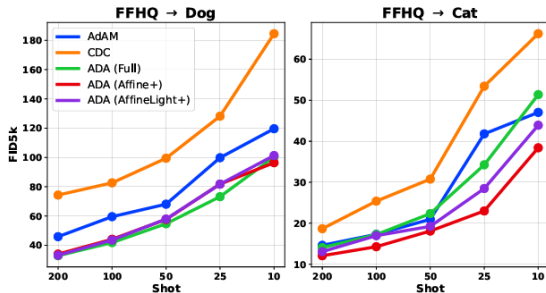 FFHQ → Dog
FID5k
180
160
140
120
100
80
60
40
AdAM
CDC
ADA (Full)
ADA (Affine+)
ADA (AffineLight+)
200 100 50 25 10
Shot
FFHQ → Cat
60
50
40
30
20
10
200 100 50 25 10
Shot